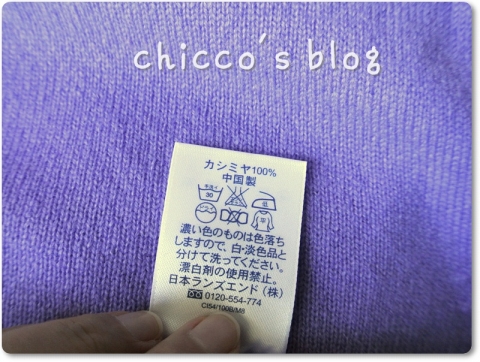 chicco's blog
カシミヤ100%
中国製
濃い色のものは色落ち
しますので、白・淡色品と
分けて洗ってください。
漂白剤の使用禁止。
日本ランズエンド(株)
0120-554-774